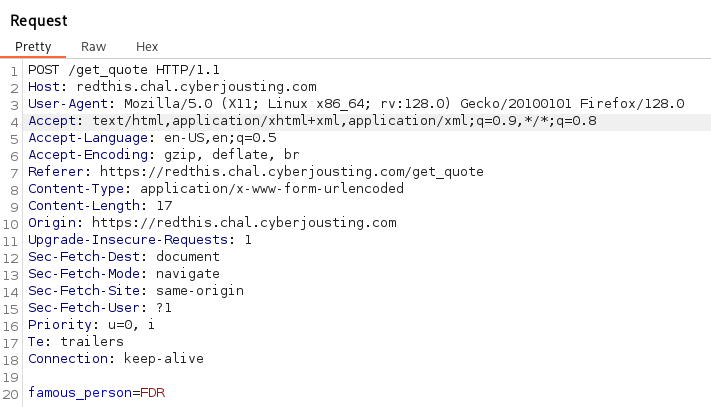 Request
Pretty Raw Hex
1 POST /get_quote HTTP/1.1
2 Host: redthis.chal.cyberjousting.com
3 User-Agent: Mozilla/5.0 (X11; Linux x86_64; rv:128.0) Gecko/20100101 Firefox/128.0
4 Accept: text/html,application/xhtml+xml,application/xml;q=0.9,*/*;q=0.8
5 Accept-Language: en-US,en;q=0.5
6 Accept-Encoding: gzip, deflate, br
7 Referer: https://redthis.chal.cyberjousting.com/get_quote
8 Content-Type: application/x-www-form-urlencoded
9 Content-Length: 17
10 Origin: https://redthis.chal.cyberjousting.com
11 Upgrade-Insecure-Requests: 1
12 Sec-Fetch-Dest: document
13 Sec-Fetch-Mode: navigate
14 Sec-Fetch-Site: same-origin
15 Sec-Fetch-User: ?1
16 Priority: u=0, i
17 Te: trailers
18 Connection: keep-alive
19
20 famous_person=FDR